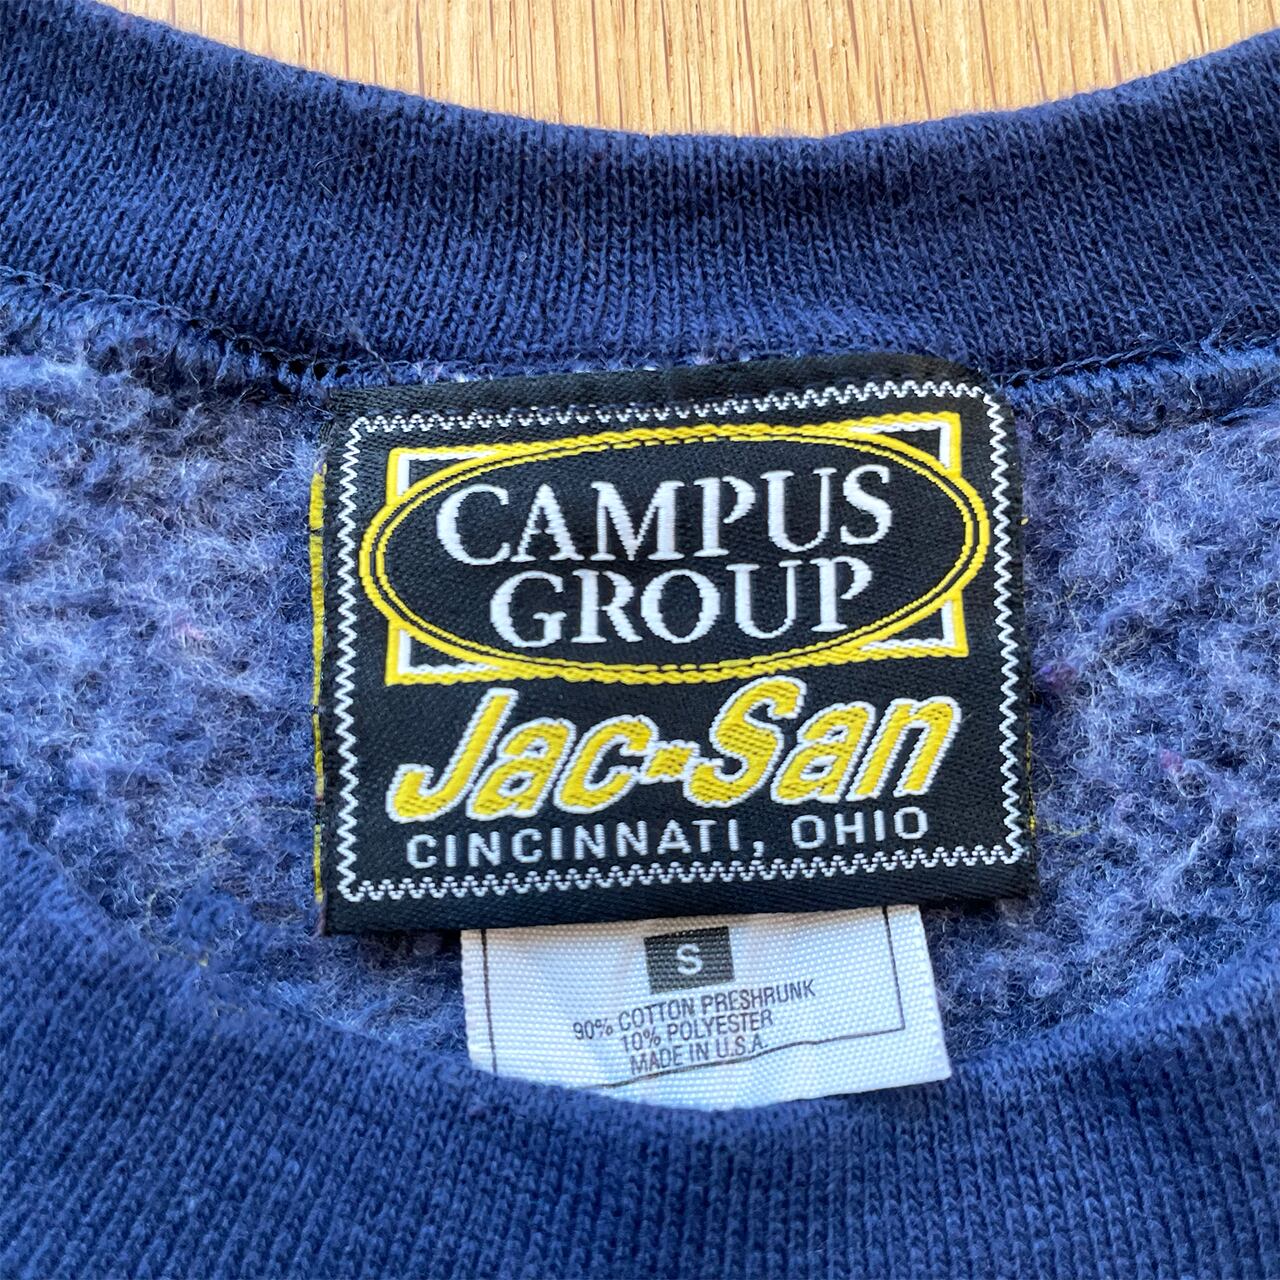 CAMPUS
GROUP
Jac-San
CINCINNATI, OHIO
S
90% COTTON PRESHRUNK
10% POLYESTER
MADE IN U.S.A.